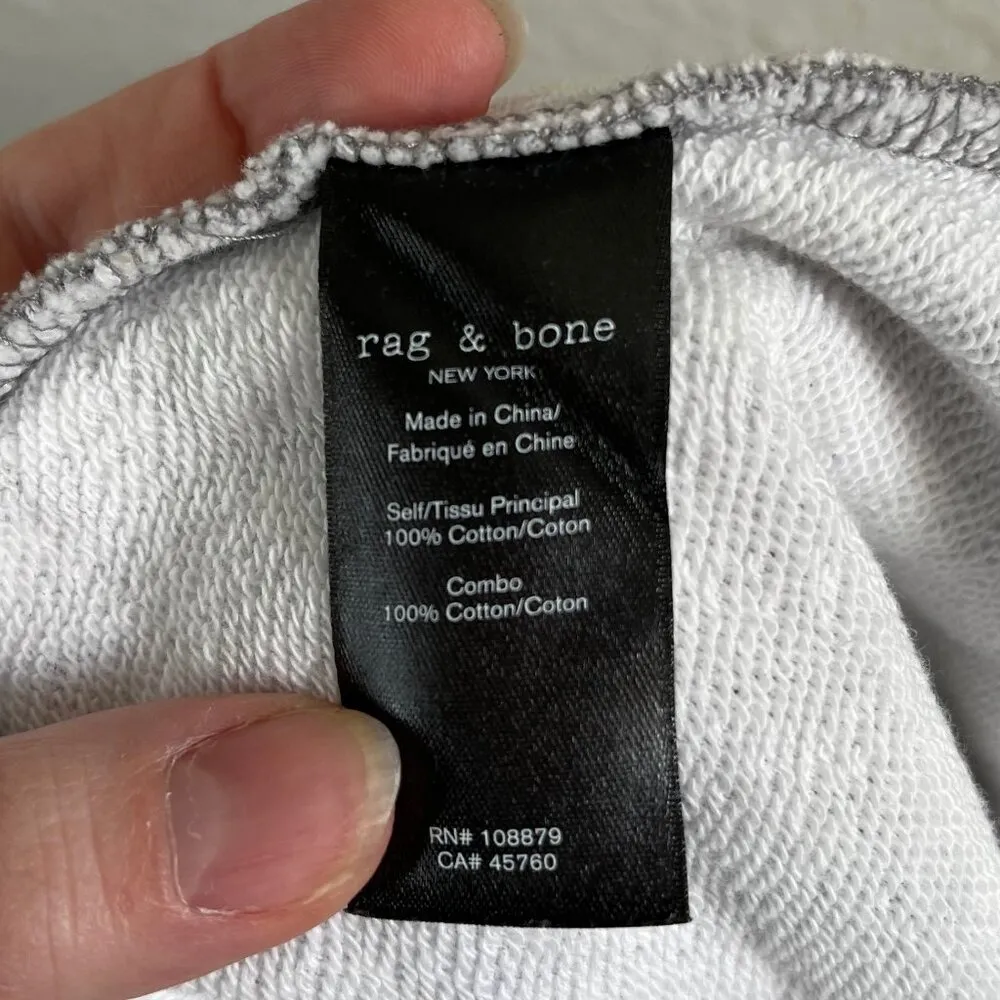 rag & bone
NEW YORK
Made in China/
Fabriqué en Chine
Self/Tissu Principal
100% Cotton/Coton
Combo
100% Cotton/Coton
RN# 108879
CA# 45760